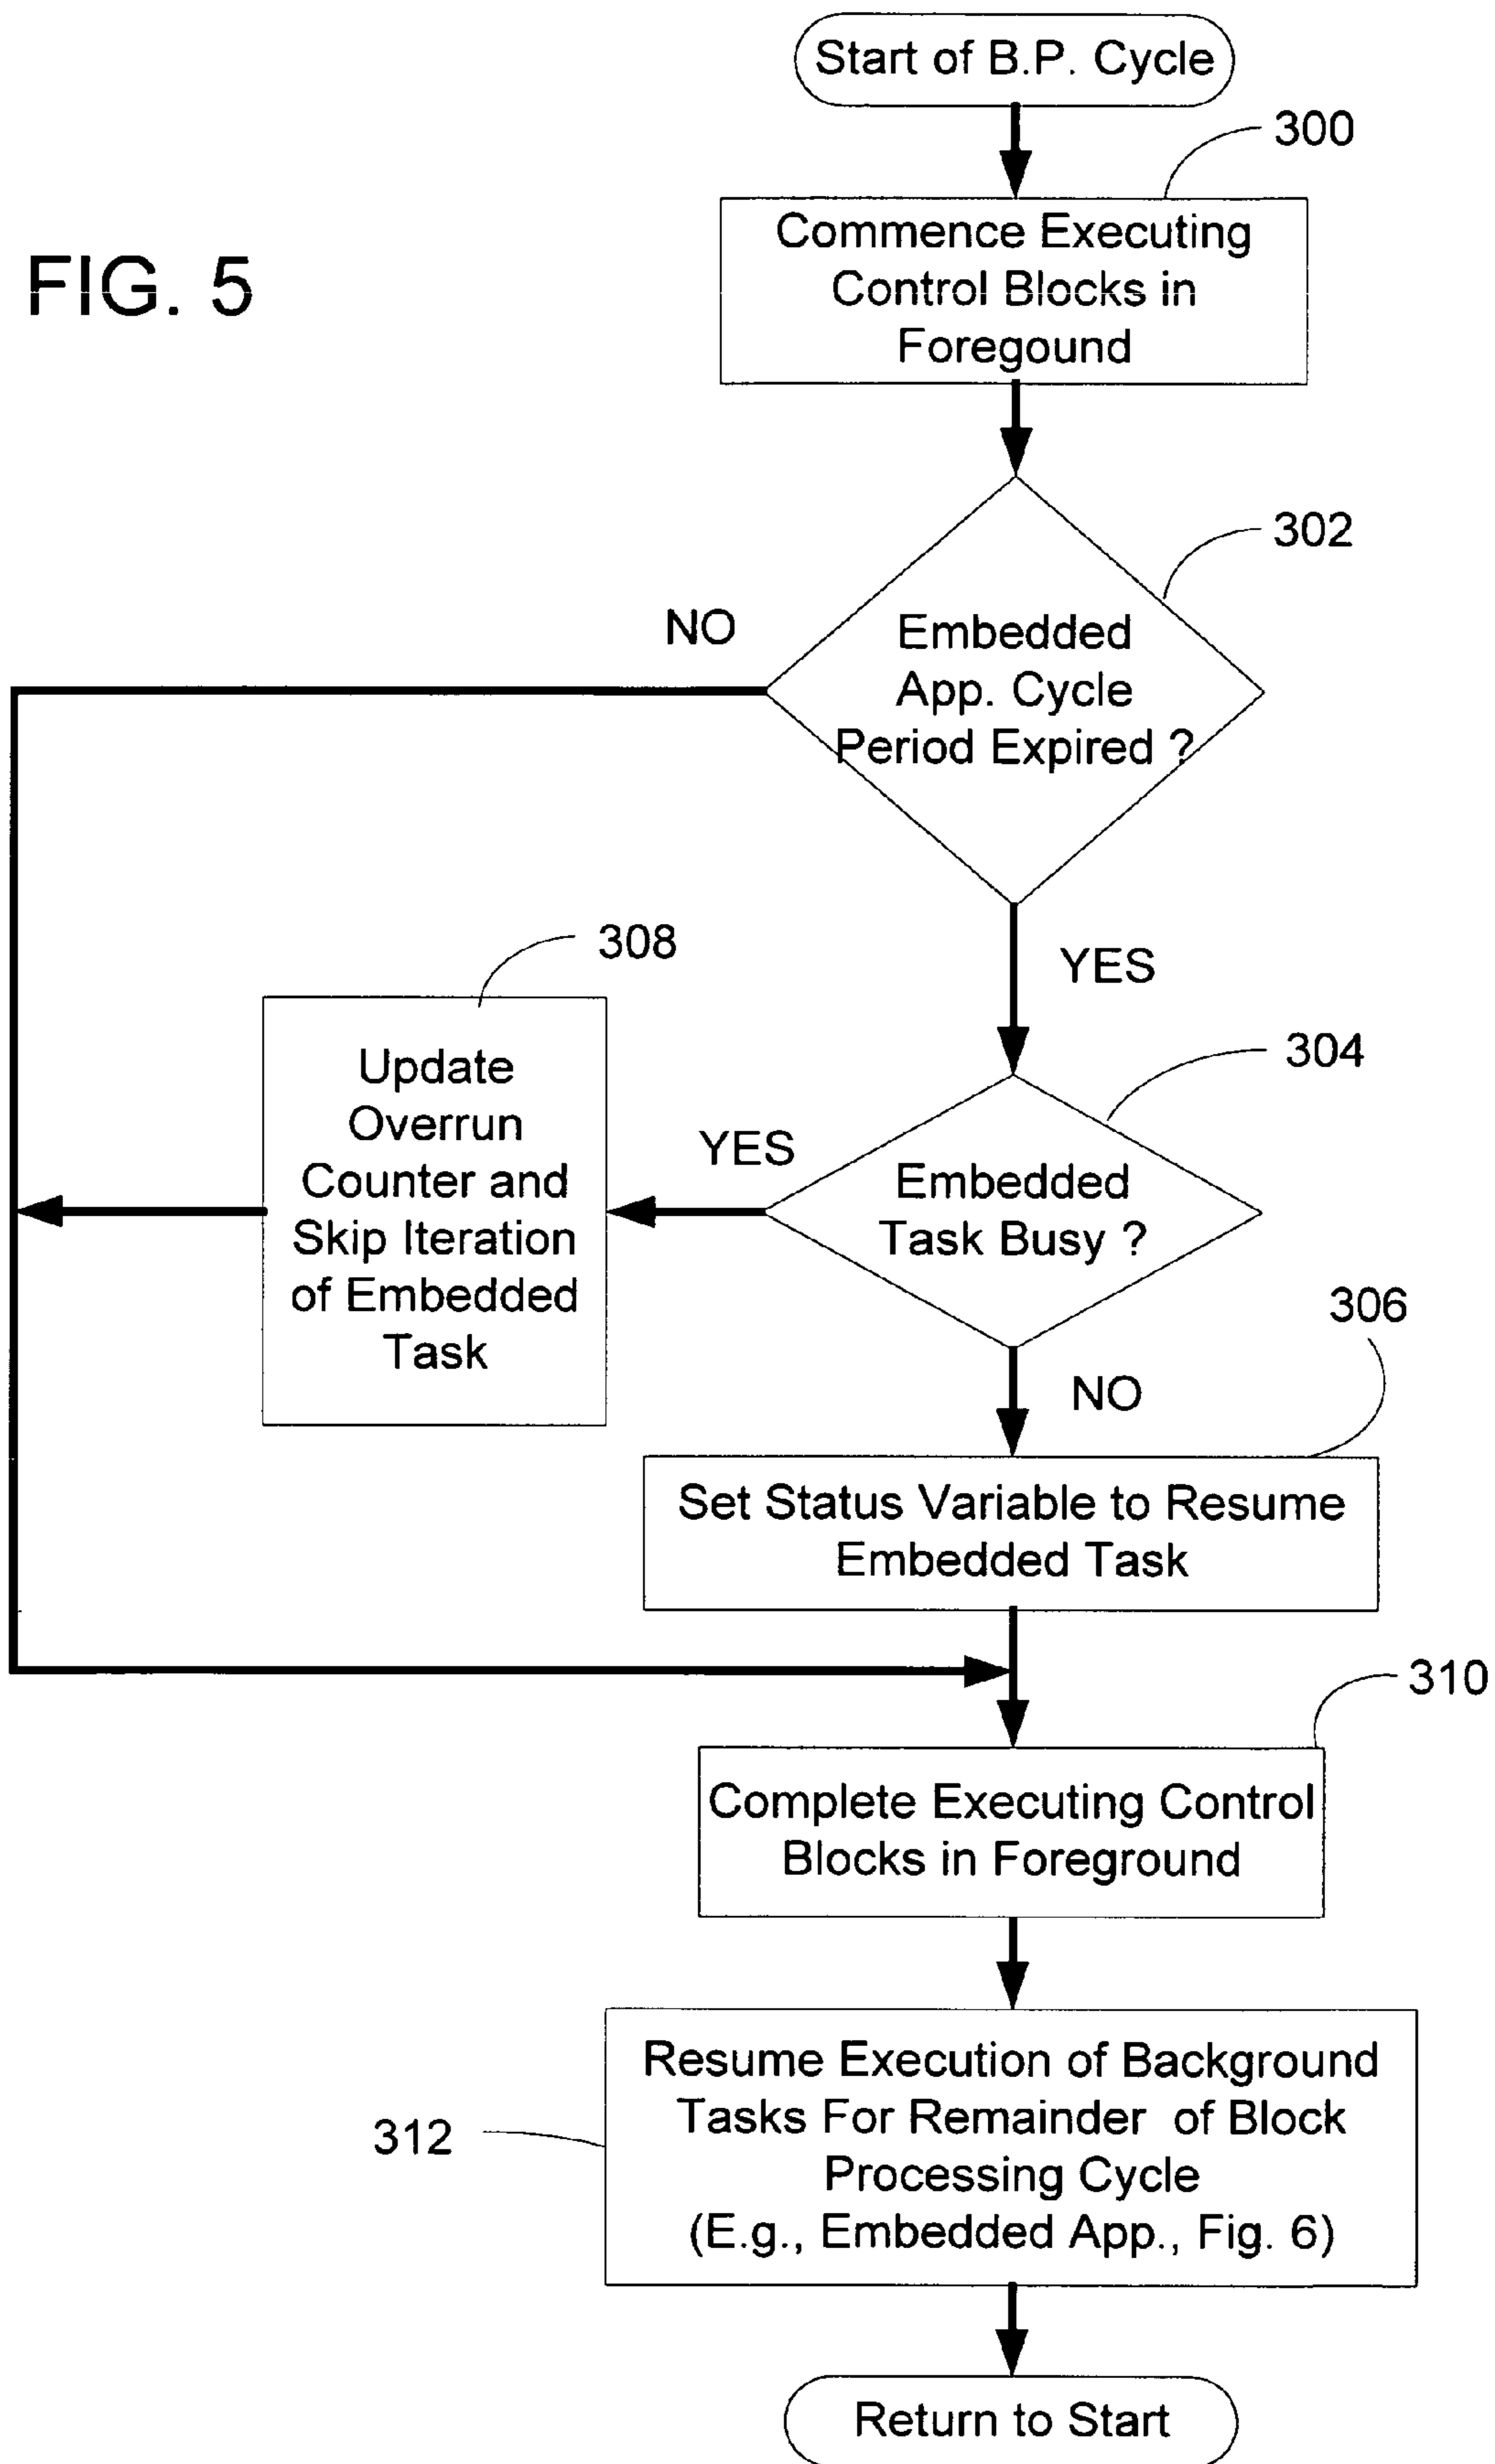 Start of B.P. Cycle
300
Commence Executing
Control Blocks in
Foregound
FIG. 5
302
Embedded
App. Cycle
Period Expired ?
NO
YES
308
304
Update
Overrun
Counter and
Skip Iteration
of Embedded
Task
YES
Embedded
Task Busy ?
306
NO
Set Status Variable to Resume
Embedded Task
310
Complete Executing Control
Blocks in Foreground
312
Resume Execution of Background
Tasks For Remainder of Block
Processing Cycle
(E.g., Embedded App., Fig. 6)
Return to Start